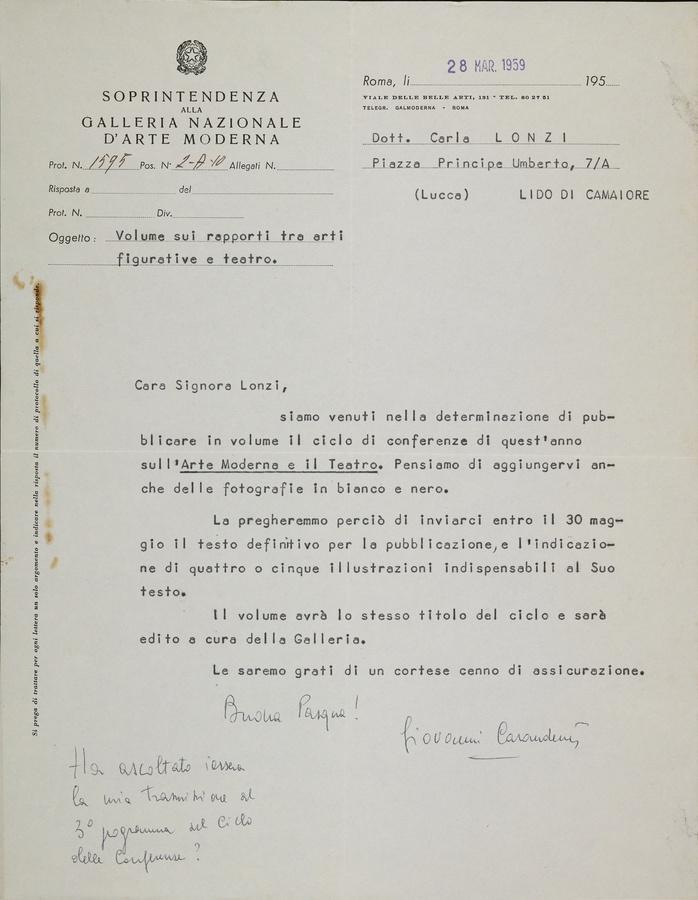 SOPRINTENDENZA
ALLA
GALLERIA NAZIONALE
D'ARTE MODERNA
Prot. N. 1595 Pos. N° 2-A-10 Allegati N.
Risposta a del
Prot. N. Div.
Oggetto: Volume sui rapporti tra arti
figurative e teatro.
28 MAR. 1959
Roma, li 195
VIALE DELLE BELLE ARTI, 131 - TEL. 80 27 51
TELEGR. GALMODERNA - ROMA
Dott. Carla LONZI
Piazza Principe Umberto, 7/A
(Lucca) LIDO DI CAMAIORE
Si prega di trattare per ogni lettera un solo argomento e indicare nella risposta il numero di protocollo di quella a cui si risponde.
Cara Signora Lonzi,
siamo venuti nella determinazione di pub-
blicare in volume il ciclo di conferenze di quest'anno
sull'Arte Moderna e il Teatro. Pensiamo di aggiungervi an-
che delle fotografie in bianco e nero.
La pregheremmo perciò di inviarci entro il 30 mag-
gio il testo definitivo per la pubblicazione, e l'indicazio-
ne di quattro o cinque illustrazioni indispensabili al Suo
testo.
Il volume avrà lo stesso titolo del ciclo e sarà
edito a cura della Galleria.
Le saremo grati di un cortese cenno di assicurazione.
Buona Pasqua!
Giovanni Carandente
Ha ascoltato iersera
la mia trasmissione al
3° programma del Ciclo
delle Conferenze?